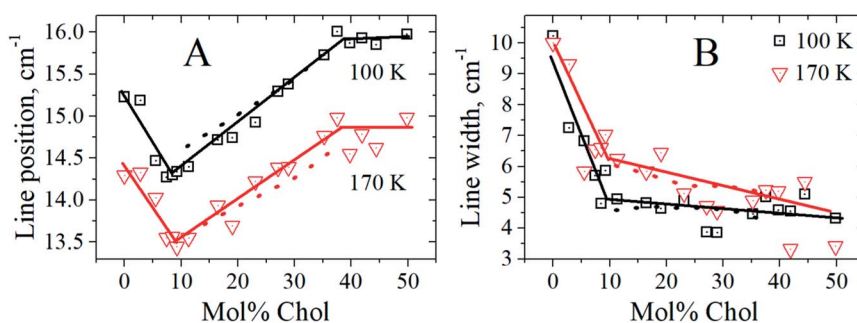 A
B
Line position, cm-1
16.0
15.5
15.0
14.5
14.0
13.5
100 K
170 K
0 10 20 30 40 50
Mol% Chol
Line width, cm-1
10
9
8
7
6
5
4
3
100 K
170 K
0 10 20 30 40 50
Mol% Chol